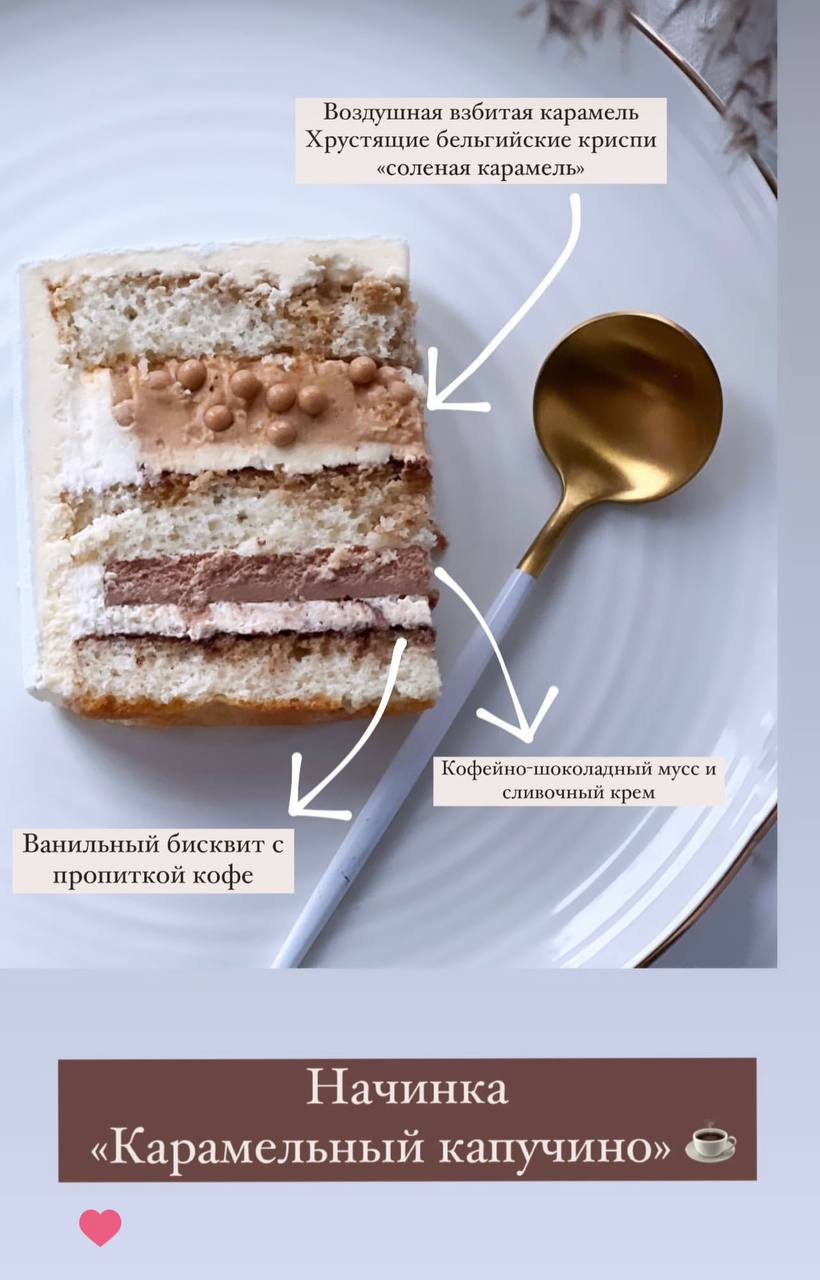 Воздушная взбитая карамель
Хрустящие бельгийские криспи
«соленая карамель»
Кофейно-шоколадный мусс и
сливочный крем
Ванильный бисквит с
пропиткой кофе
Начинка
«Карамельный капучино» ☕